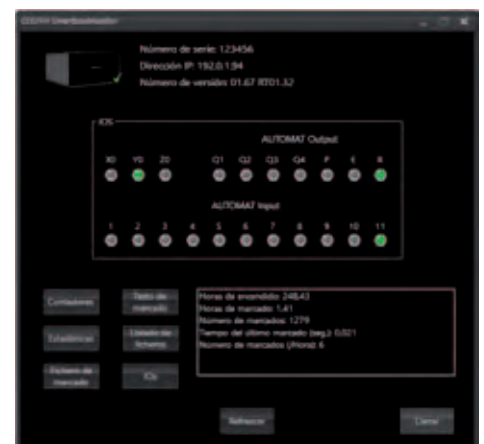 Número de serie: 123456
Dirección IP: 192.0.1.94
Número de versión: 01.67 RT01.32
IOS
AUTOMAT Output
X0 Y0 Z0 Q1 Q2 Q3 Q4 P E R
AUTOMAT Input
1 2 3 4 5 6 7 8 9 10 11
Contadores
Texto de marcado
Estadísticas
Listado de ficheros
Fichero de marcado
IOs
Horas de encendido: 248,43
Horas de marcado: 1,41
Número de marcados: 1279
Tiempo del último marcado (seg.): 0,021
Número de marcados (/Hora): 6
Refrescar
Cerrar